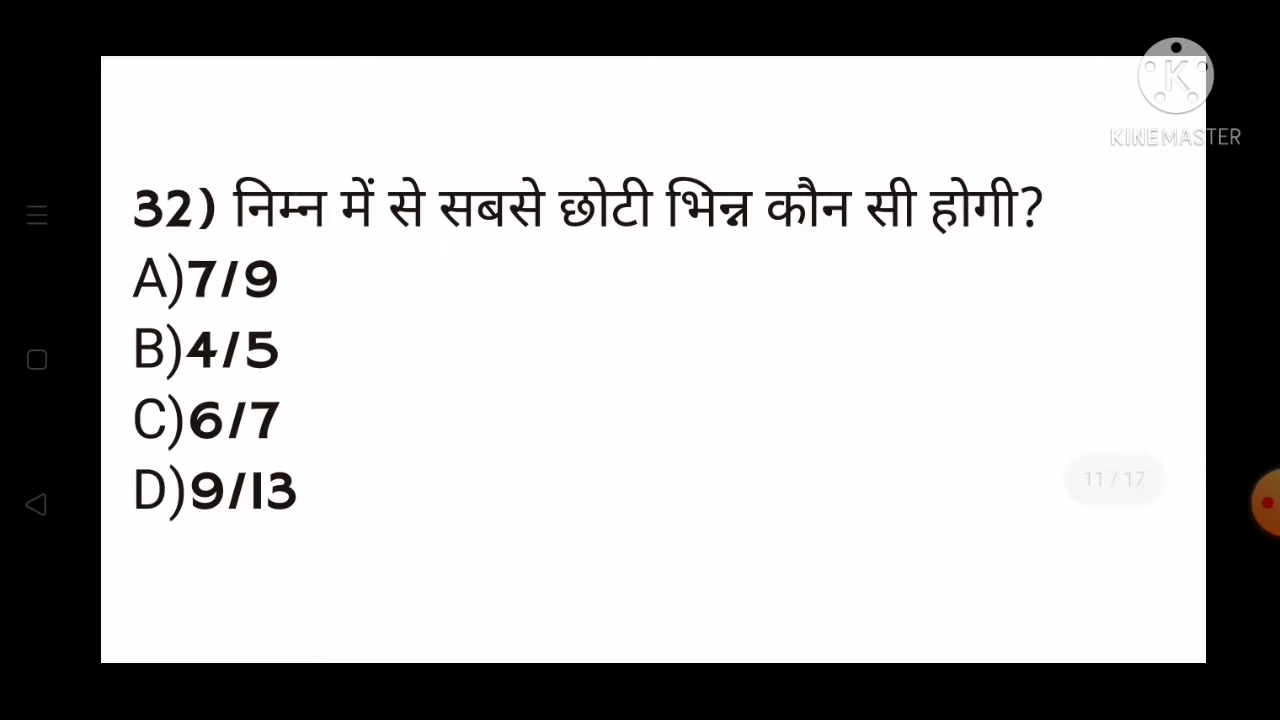 KINEMASTER
32) निम्न में से सबसे छोटी भिन्न कौन सी होगी?
A)7/9
B)4/5
C)6/7
D)9/13
11 / 17